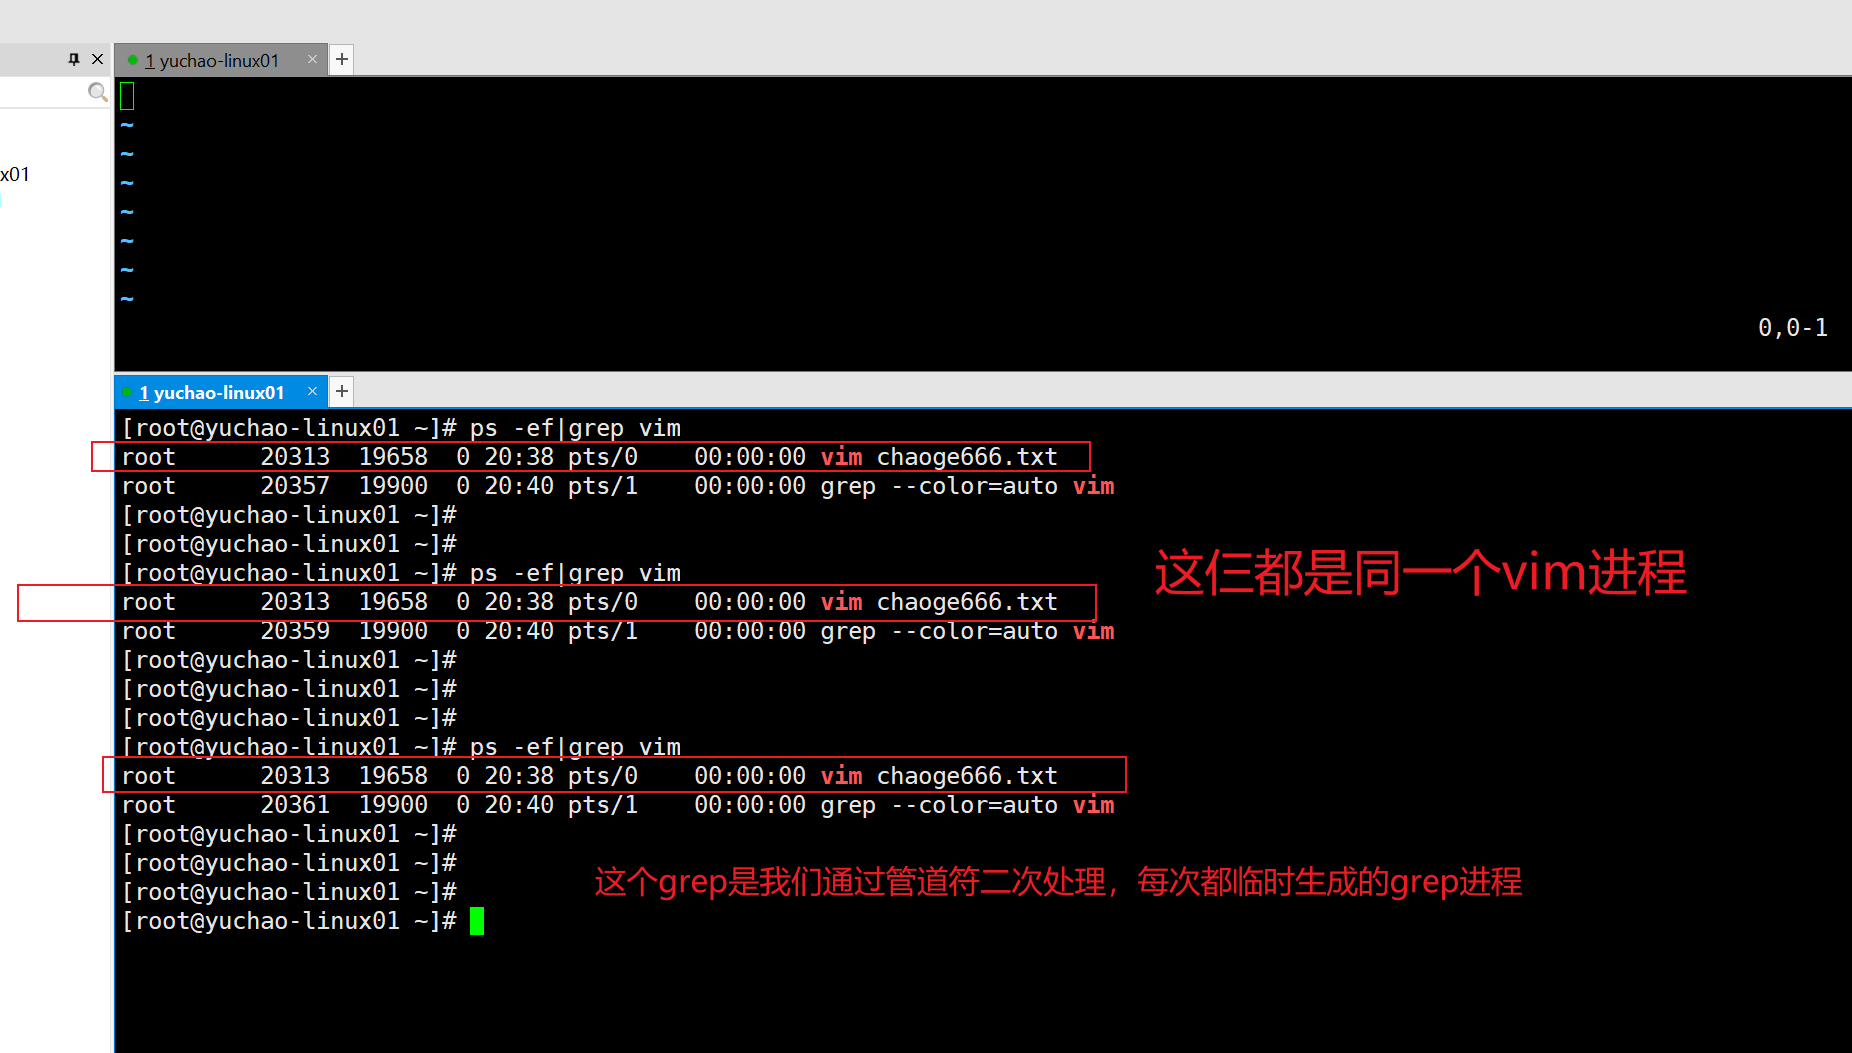 1 yuchao-linux01
x01
~
~
~
~
~
~
~
0,0-1
1 yuchao-linux01
[root@yuchao-linux01 ~]# ps -ef|grep vim
root      20313  19658  0 20:38 pts/0    00:00:00 vim chaoge666.txt
root      20357  19900  0 20:40 pts/1    00:00:00 grep --color=auto vim
[root@yuchao-linux01 ~]#
[root@yuchao-linux01 ~]#
[root@yuchao-linux01 ~]# ps -ef|grep vim
这仨都是同一个vim进程
root      20313  19658  0 20:38 pts/0    00:00:00 vim chaoge666.txt
root      20359  19900  0 20:40 pts/1    00:00:00 grep --color=auto vim
[root@yuchao-linux01 ~]#
[root@yuchao-linux01 ~]#
[root@yuchao-linux01 ~]#
[root@yuchao-linux01 ~]# ps -ef|grep vim
root      20313  19658  0 20:38 pts/0    00:00:00 vim chaoge666.txt
root      20361  19900  0 20:40 pts/1    00:00:00 grep --color=auto vim
[root@yuchao-linux01 ~]#
[root@yuchao-linux01 ~]#
[root@yuchao-linux01 ~]#
这个grep是我们通过管道符二次处理，每次都临时生成的grep进程
[root@yuchao-linux01 ~]#